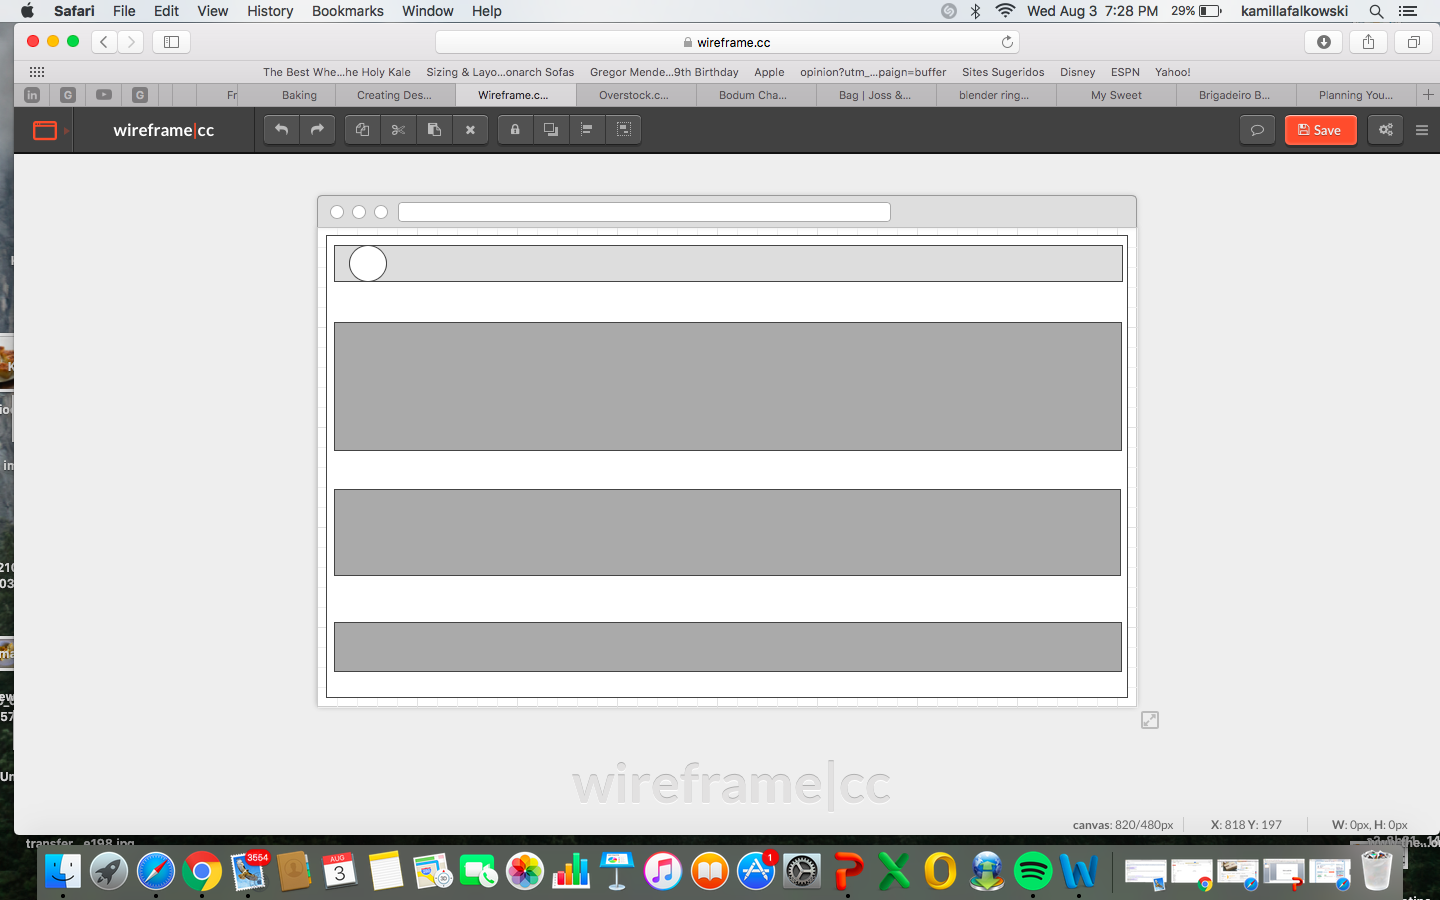 Safari File Edit View History Bookmarks Window Help Wed Aug 3 7:28 PM 29% kamillafalkowski
wireframe.cc
The Best Whe...he Holy Kale Sizing & Layo...onarch Sofas Gregor Mende...9th Birthday Apple opinion?utm_...paign=buffer Sites Sugeridos Disney ESPN Yahoo!
in G G Fr Baking Creating Des... Wireframe.c... Overstock.c... Bodum Cha... Bag | Joss &... blender ring... My Sweet Brigadeiro B... Planning You...
wireframe|cc Save
wireframe|cc
canvas: 820/480px X: 818 Y: 197 W: 0px, H: 0px
transfer...e198.jpg
3564 AUG 3 1